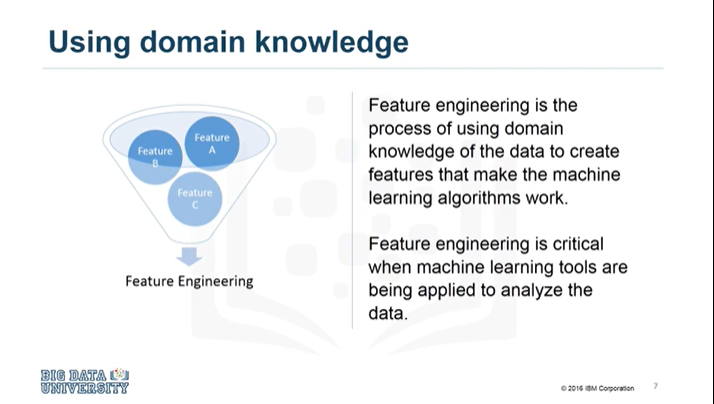 Using domain knowledge
Feature
A
Feature
B
Feature
C
Feature Engineering
Feature engineering is the
process of using domain
knowledge of the data to create
features that make the machine
learning algorithms work.
Feature engineering is critical
when machine learning tools are
being applied to analyze the
data.
BIG DATA
UNIVERSITY
© 2016 IBM Corporation
7